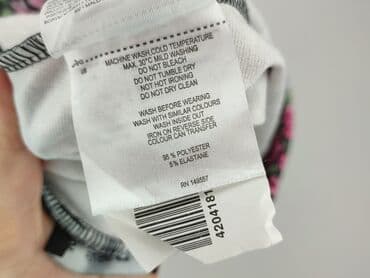 MACHINE WASH,COLD TEMPERATURE
MAX. 30°C MILD WASHING
DO NOT BLEACH
DO NOT TUMBLE DRY
NOT HOT IRONING
DO NOT DRY CLEAN
WASH BEFORE WEARING
WASH WITH SIMILAR COLOURS
WASH INSIDE OUT
IRON ON REVERSE SIDE
COLOUR CAN TRANSFER
95 % POLYESTER
5% ELASTANE
RN 149557
4204181